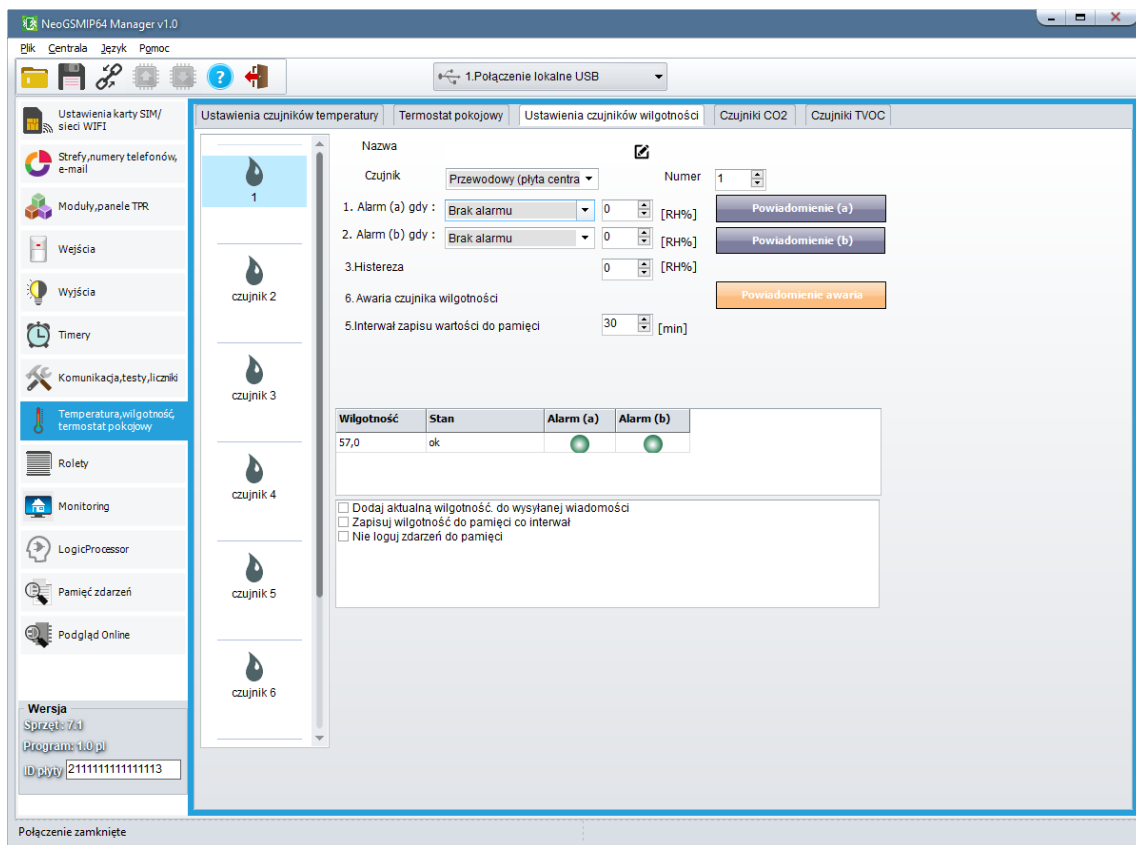 NeoGSMIP64 Manager v1.0
Plik Centrala Język Pomoc
1.Połączenie lokalne USB
Ustawienia karty SIM/
sieci WIFI
Strefy,numery telefonów,
e-mail
Moduły,panele TPR
Wejścia
Wyjścia
Timery
Komunikacja,testy,liczniki
Temperatura,wilgotność,
termostat pokojowy
Rolety
Monitoring
LogicProcessor
Pamięć zdarzeń
Podgląd Online
Wersja
Sprzęt: 7.1
Program: 1.0 pl
ID płyty 2111111111111113
Ustawienia czujników temperatury Termostat pokojowy Ustawienia czujników wilgotności Czujniki CO2 Czujniki TVOC
1
czujnik 2
czujnik 3
czujnik 4
czujnik 5
czujnik 6
Nazwa
Czujnik Przewodowy (płyta centra Numer 1
1. Alarm (a) gdy : Brak alarmu 0 [RH%] Powiadomienie (a)
2. Alarm (b) gdy : Brak alarmu 0 [RH%] Powiadomienie (b)
3.Histereza 0 [RH%]
6. Awaria czujnika wilgotności Powiadomienie awaria
5.Interwał zapisu wartości do pamięci 30 [min]
Wilgotność Stan Alarm (a) Alarm (b)
57,0 ok
Dodaj aktualną wilgotność. do wysyłanej wiadomości
Zapisuj wilgotność do pamięci co interwał
Nie loguj zdarzeń do pamięci
Połączenie zamknięte